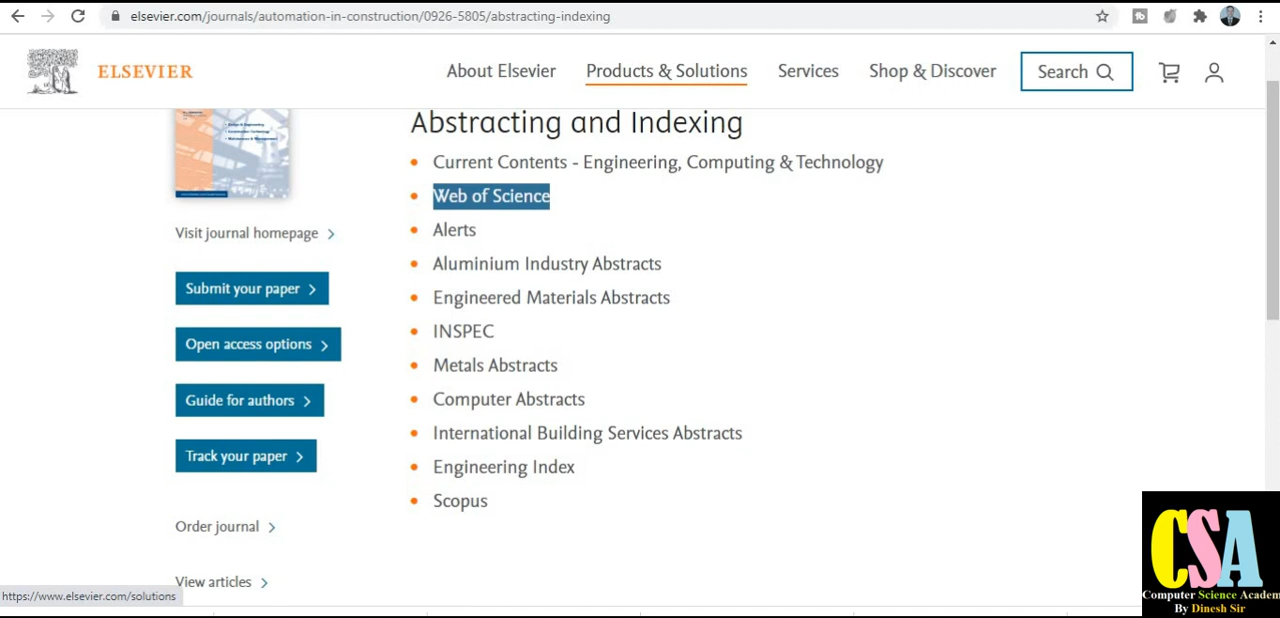 elsevier.com/journals/automation-in-construction/0926-5805/abstracting-indexing
ELSEVIER
About Elsevier
Products & Solutions
Services
Shop & Discover
Search
Abstracting and Indexing
Current Contents - Engineering, Computing & Technology
Web of Science
Alerts
Aluminium Industry Abstracts
Engineered Materials Abstracts
INSPEC
Metals Abstracts
Computer Abstracts
International Building Services Abstracts
Engineering Index
Scopus
Visit journal homepage
Submit your paper
Open access options
Guide for authors
Track your paper
Order journal
View articles
https://www.elsevier.com/solutions
CSA
Computer Science Academ
By Dinesh Sir